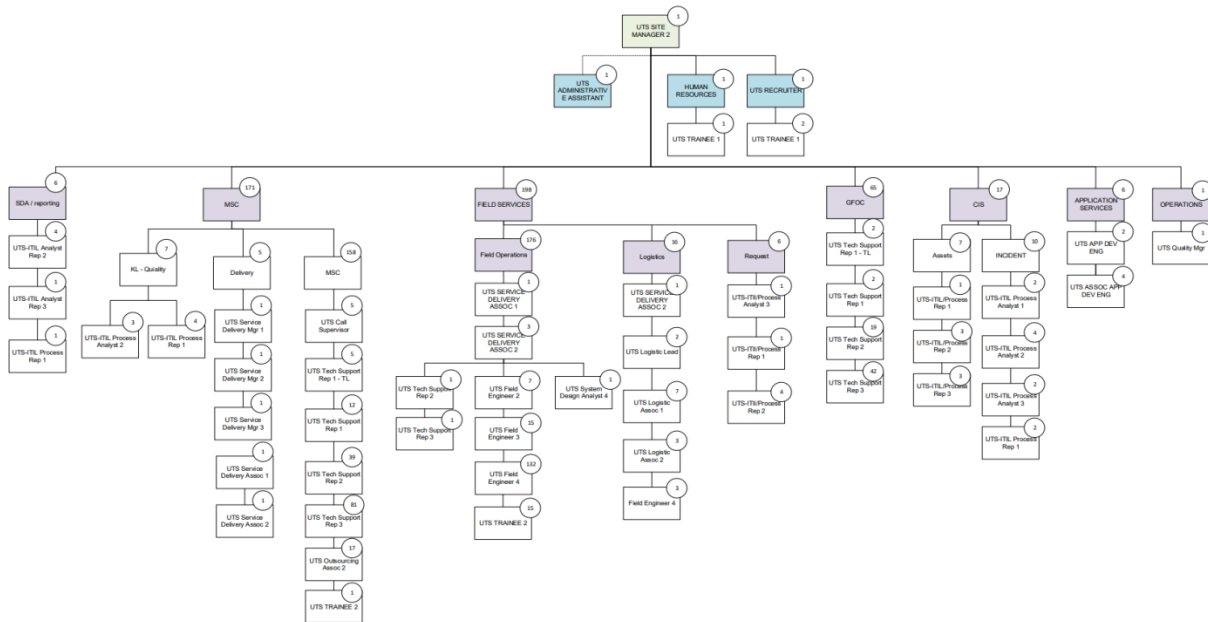 1
UTS SITE
MANAGER 2
1
UTS
ADMINISTRATIV
E ASSISTANT
1
HUMAN
RESOURCES
1
UTS RECRUITER
1
UTS TRAINEE 1
2
UTS TRAINEE 1
6
SDA / reporting
4
UTS-ITIL Analyst
Rep 2
1
UTS-ITIL Analyst
Rep 3
1
UTS-ITIL Process
Rep 1
171
MSC
7
KL - Quiality
3
UTS-ITIL Process
Analyst 2
4
UTS-ITIL Process
Rep 1
5
Delivery
1
UTS Service
Delivery Mgr 1
1
UTS Service
Delivery Mgr 2
1
UTS Service
Delivery Mgr 3
1
UTS Service
Delivery Assoc 1
1
UTS Service
Delivery Assoc 2
158
MSC
5
UTS Call
Supervisor
5
UTS Tech Support
Rep 1 - TL
12
UTS Tech Support
Rep 1
39
UTS Tech Support
Rep 2
81
UTS Tech Support
Rep 3
17
UTS Outsourcing
Assoc 2
1
UTS TRAINEE 2
198
FIELD SERVICES
176
Field Operations
1
UTS SERVICE
DELIVERY
ASSOC 1
3
UTS SERVICE
DELIVERY
ASSOC 2
1
UTS Tech Support
Rep 2
1
UTS Tech Support
Rep 3
7
UTS Field
Engineer 2
15
UTS Field
Engineer 3
132
UTS Field
Engineer 4
15
UTS TRAINEE 2
1
UTS System
Design Analyst 4
16
Logistics
1
UTS SERVICE
DELIVERY
ASSOC 2
2
UTS Logistic Lead
7
UTS Logistic
Assoc 1
3
UTS Logistic
Assoc 2
3
Field Engineer 4
6
Request
1
UTS-ITII/Process
Analyst 3
1
UTS-ITII/Process
Rep 1
4
UTS-ITII/Process
Rep 2
65
GFOC
2
UTS Tech Support
Rep 1 - TL
2
UTS Tech Support
Rep 1
19
UTS Tech Support
Rep 2
42
UTS Tech Support
Rep 3
17
CIS
7
Assets
1
UTS-ITIL/Process
Rep 1
3
UTS-ITIL/Process
Rep 2
3
UTS-ITIL/Process
Rep 3
10
INCIDENT
2
UTS-ITIL Process
Analyst 1
4
UTS-ITIL Process
Analyst 2
2
UTS-ITIL Process
Analyst 3
2
UTS-ITIL Process
Rep 1
6
APPLICATION
SERVICES
2
UTS APP DEV
ENG
4
UTS ASSOC APP
DEV ENG
1
OPERATIONS
1
UTS Quality Mgr